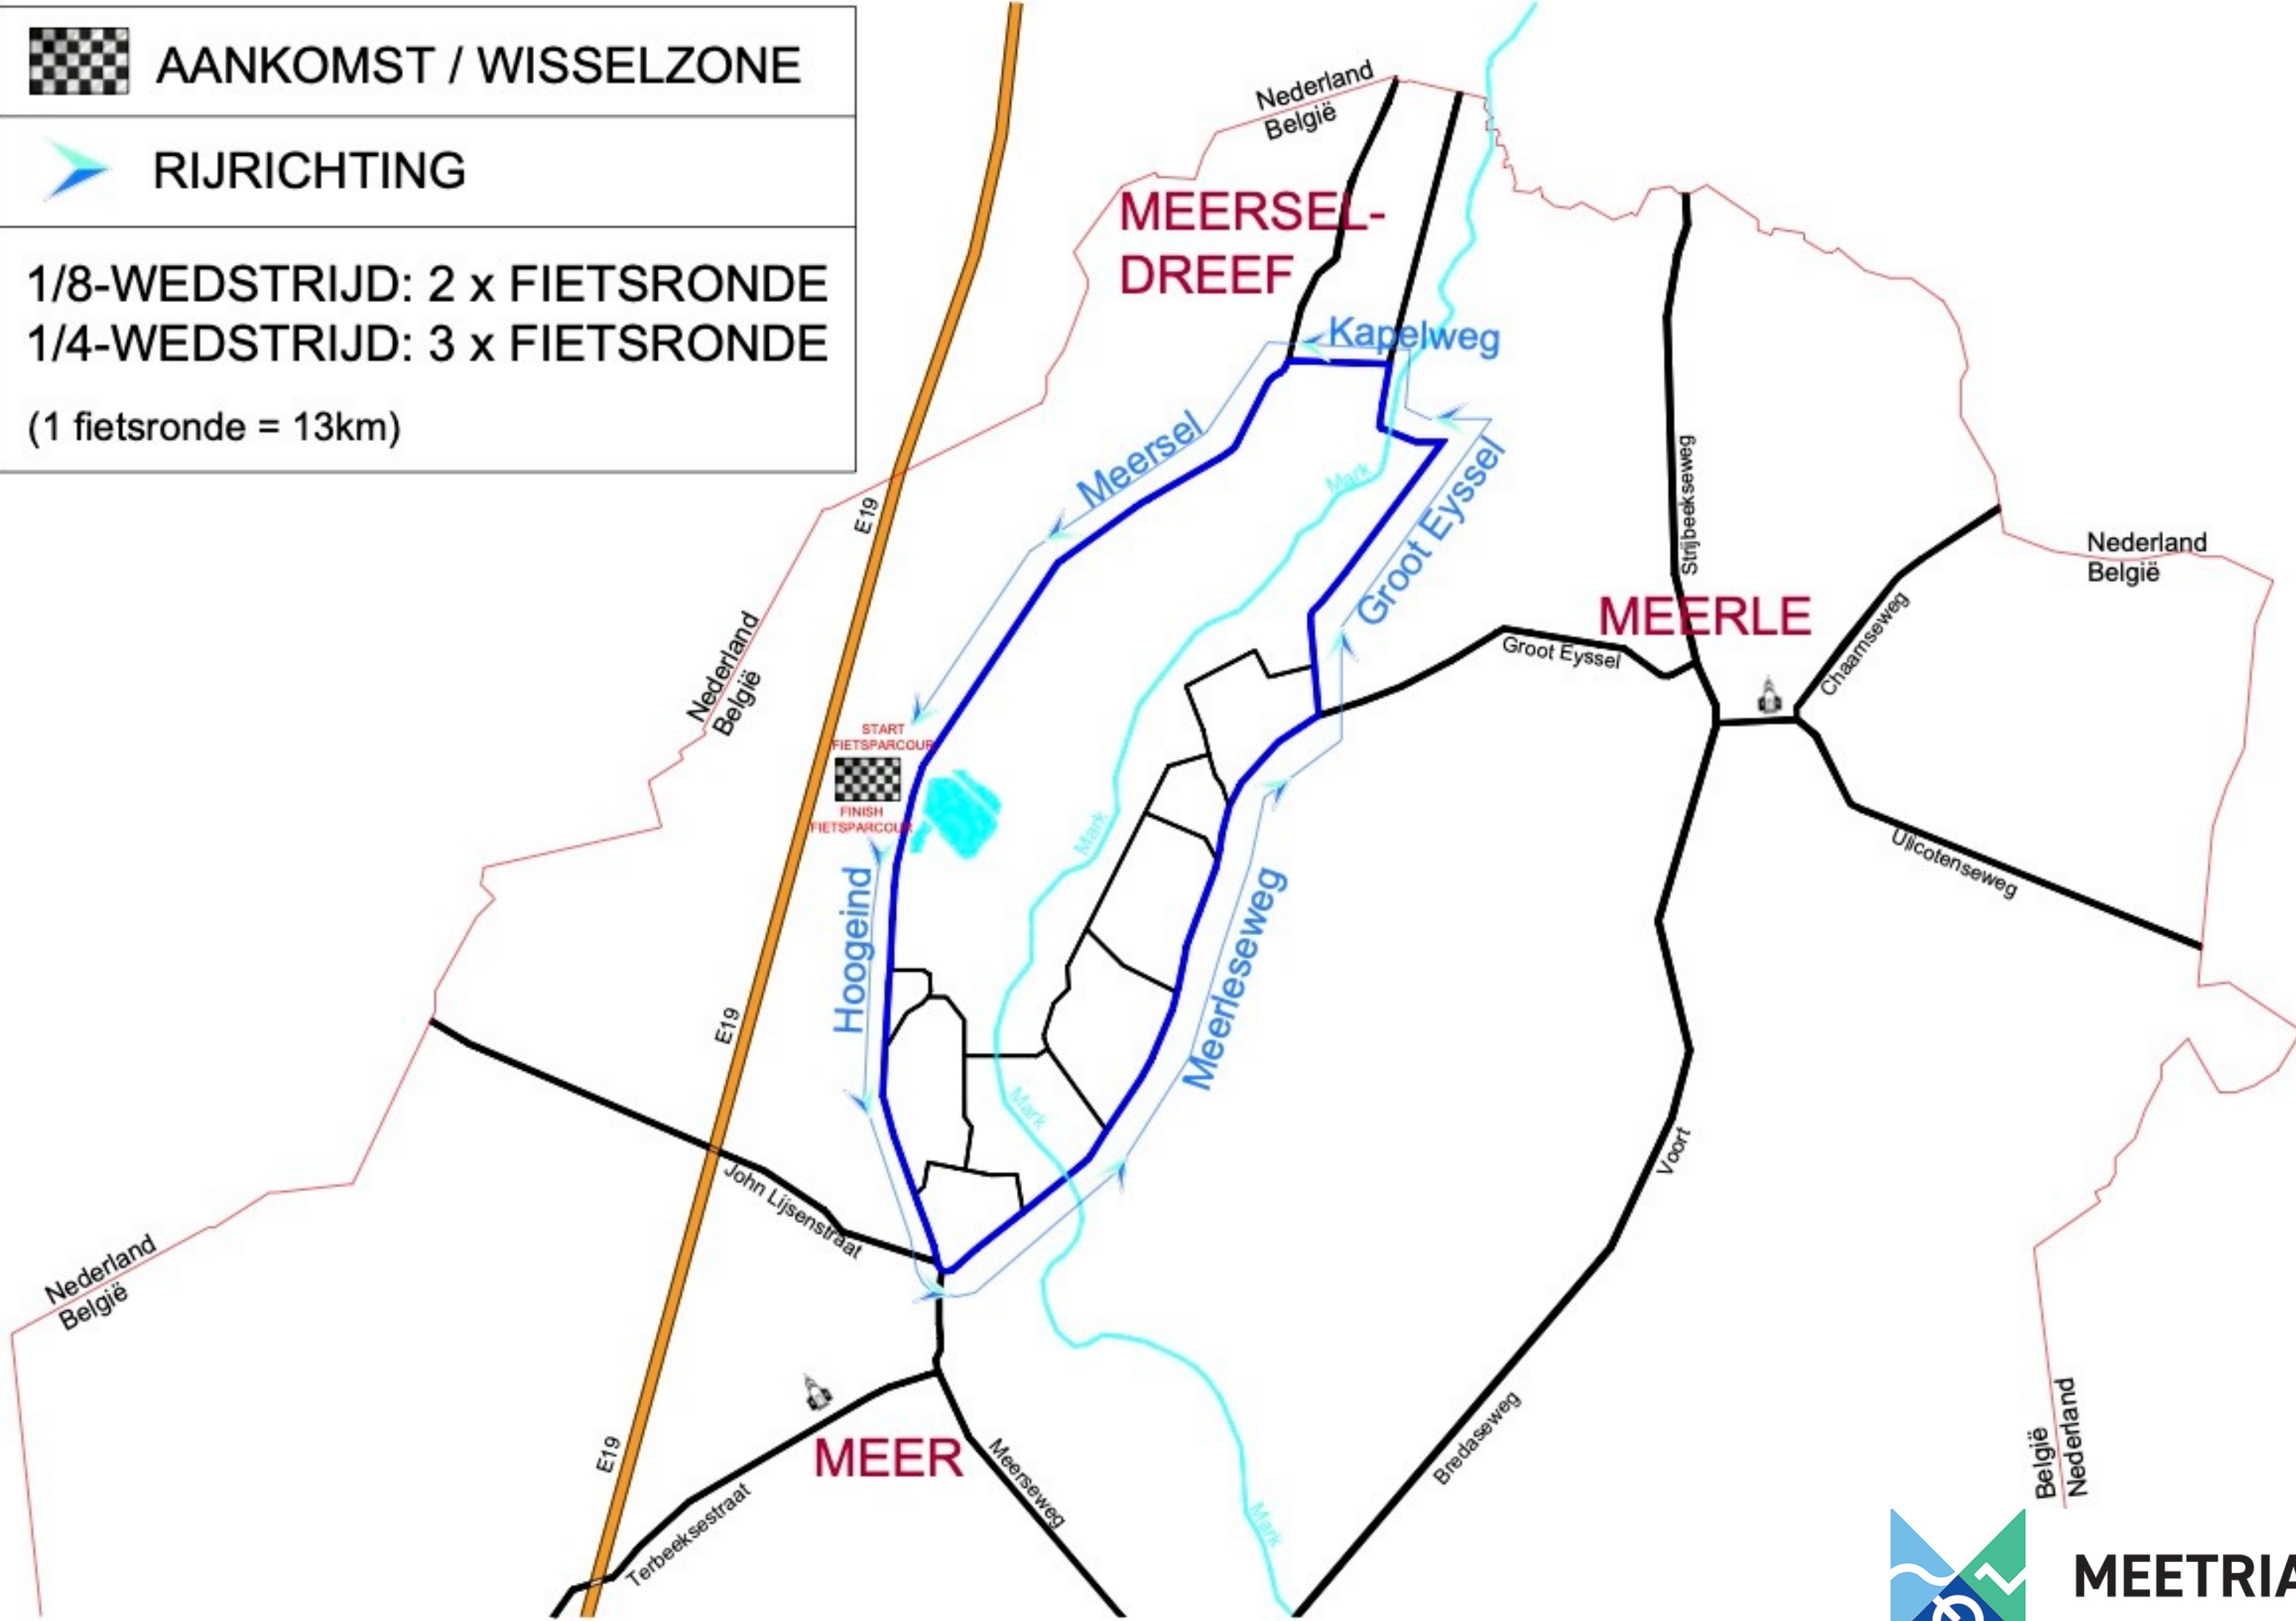 AANKOMST / WISSELZONE
RIJRICHTING
1/8-WEDSTRIJD: 2 x FIETSRONDE
1/4-WEDSTRIJD: 3 x FIETSRONDE
(1 fietsronde = 13km)
Nederland
België
MEERSEL-
DREEF
Kapelweg
Meersel
Mark
Groot Eyssel
E19
Strijbeekseweg
Nederland
België
MEERLE
Groot Eyssel
Chaamseweg
Nederland
België
START
FIETSPARCOUR
FINISH
FIETSPARCOUR
Mark
Ulicotenseweg
Hoogeind
Meerleseweg
E19
Mark
Voort
John Lijsenstraat
Nederland
België
MEER
E19
Terbeeksestraat
Meerseweg
Bredaseweg
Mark
België
Nederland
MEETRIA